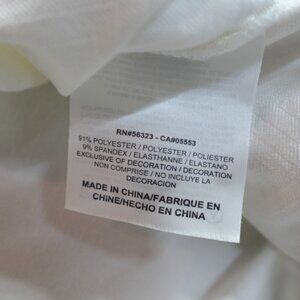 RN#56323 - CA#05553
91% POLYESTER / POLYESTER / POLIESTER
9% SPANDEX / ELASTHANNE / ELASTANO
EXCLUSIVE OF DECORATION / DECORATION
NON COMPRISE / NO INCLUYE LA
DECORACION
MADE IN CHINA/FABRIQUE EN
CHINE/HECHO EN CHINA